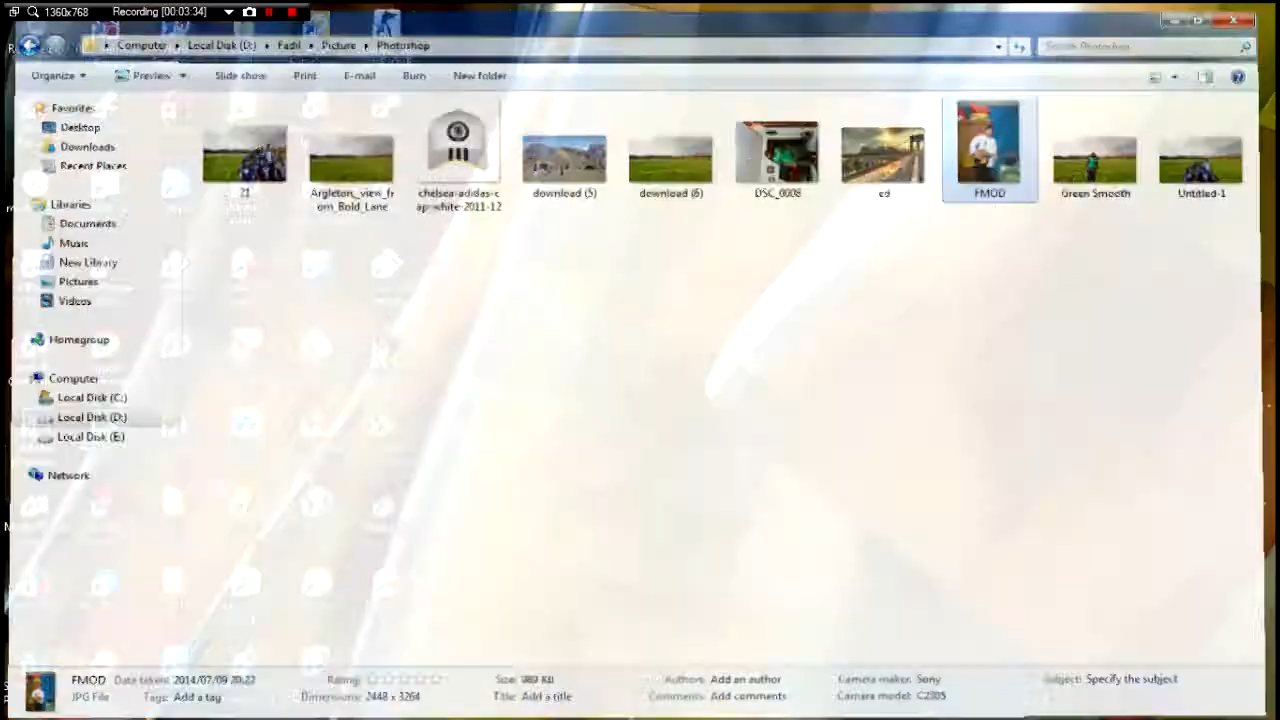 1360x768 Recording [00:03:34]
Computer Local Disk (D:) Fadil Picture Photoshop
Search Photoshop
Organize Preview Slide show Print E-mail Burn New folder
Favorites
Desktop
Downloads
Recent Places
Libraries
Documents
Music
New Library
Pictures
Videos
Homegroup
Computer
Local Disk (C:)
Local Disk (D:)
Local Disk (E:)
Network
21
Argleton_view_fr
om_Bold_Lane
chelsea-adidas-c
ap-white-2011-12
download (5)
download (6)
DSC_0008
ed
FMOD
Green Smooth
Untitled-1
FMOD Date taken: 2014/07/09 20:22 Rating: Size: 989 KB Authors: Add an author Camera maker: Sony Subject: Specify the subject
JPG File Tags: Add a tag Dimensions: 2448 x 3264 Title: Add a title Comments: Add comments Camera model: C2305